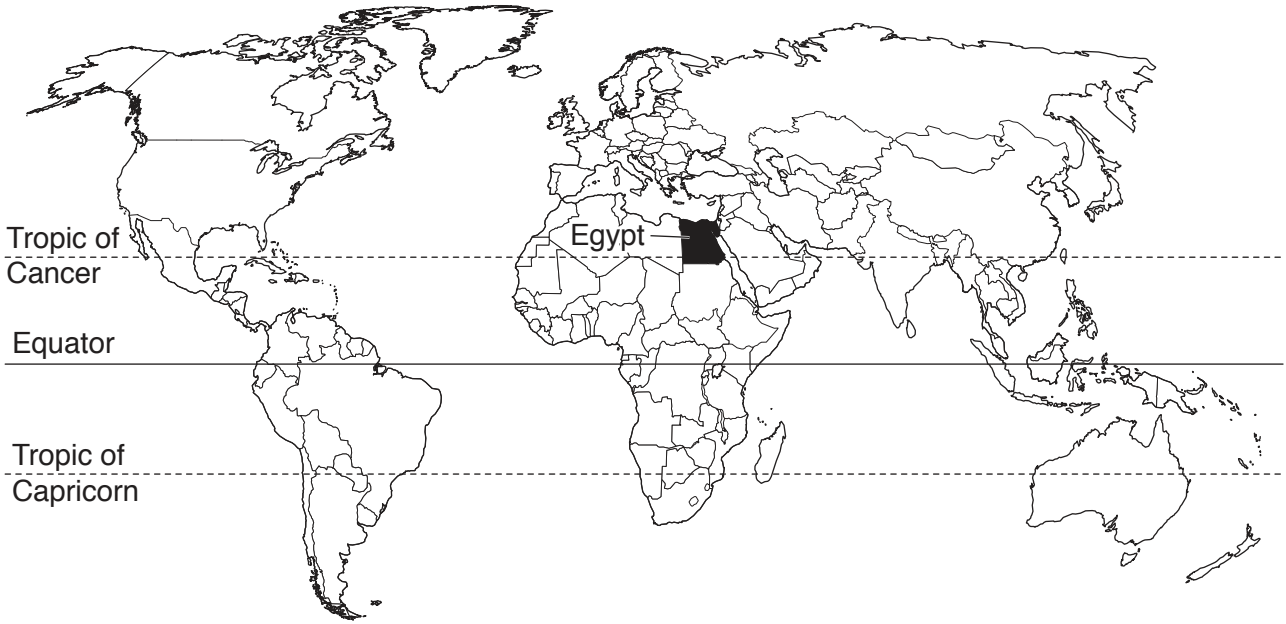 Egypt
Tropic of
Cancer
Equator
Tropic of
Capricorn